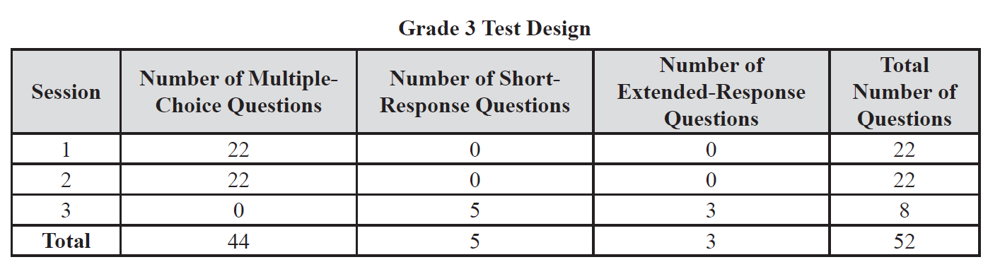 Grade 3 Test Design
Session
Number of Multiple-
Choice Questions
Number of Short-
Response Questions
Number of
Extended-Response
Questions
Total
Number of
Questions
1 22 0 0 22
2 22 0 0 22
3 0 5 3 8
Total 44 5 3 52